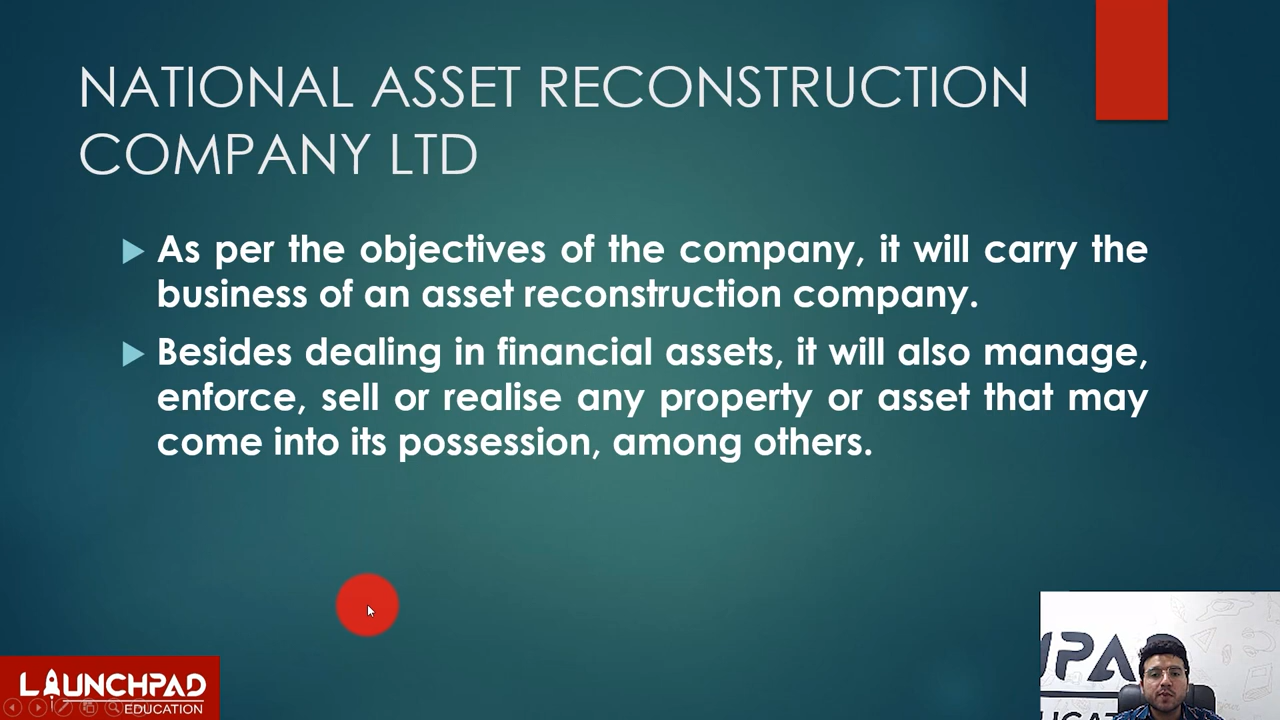 NATIONAL ASSET RECONSTRUCTION
COMPANY LTD
As per the objectives of the company, it will carry the
business of an asset reconstruction company.
Besides dealing in financial assets, it will also manage,
enforce, sell or realise any property or asset that may
come into its possession, among others.
LAUNCHPAD
EDUCATION